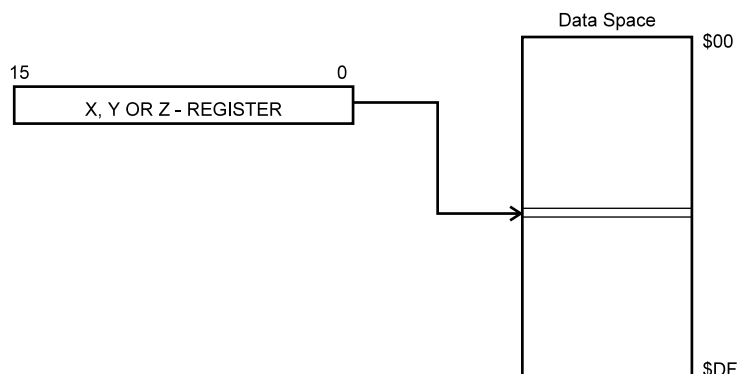 Data Space
$00
15 0
X, Y OR Z - REGISTER
$DF